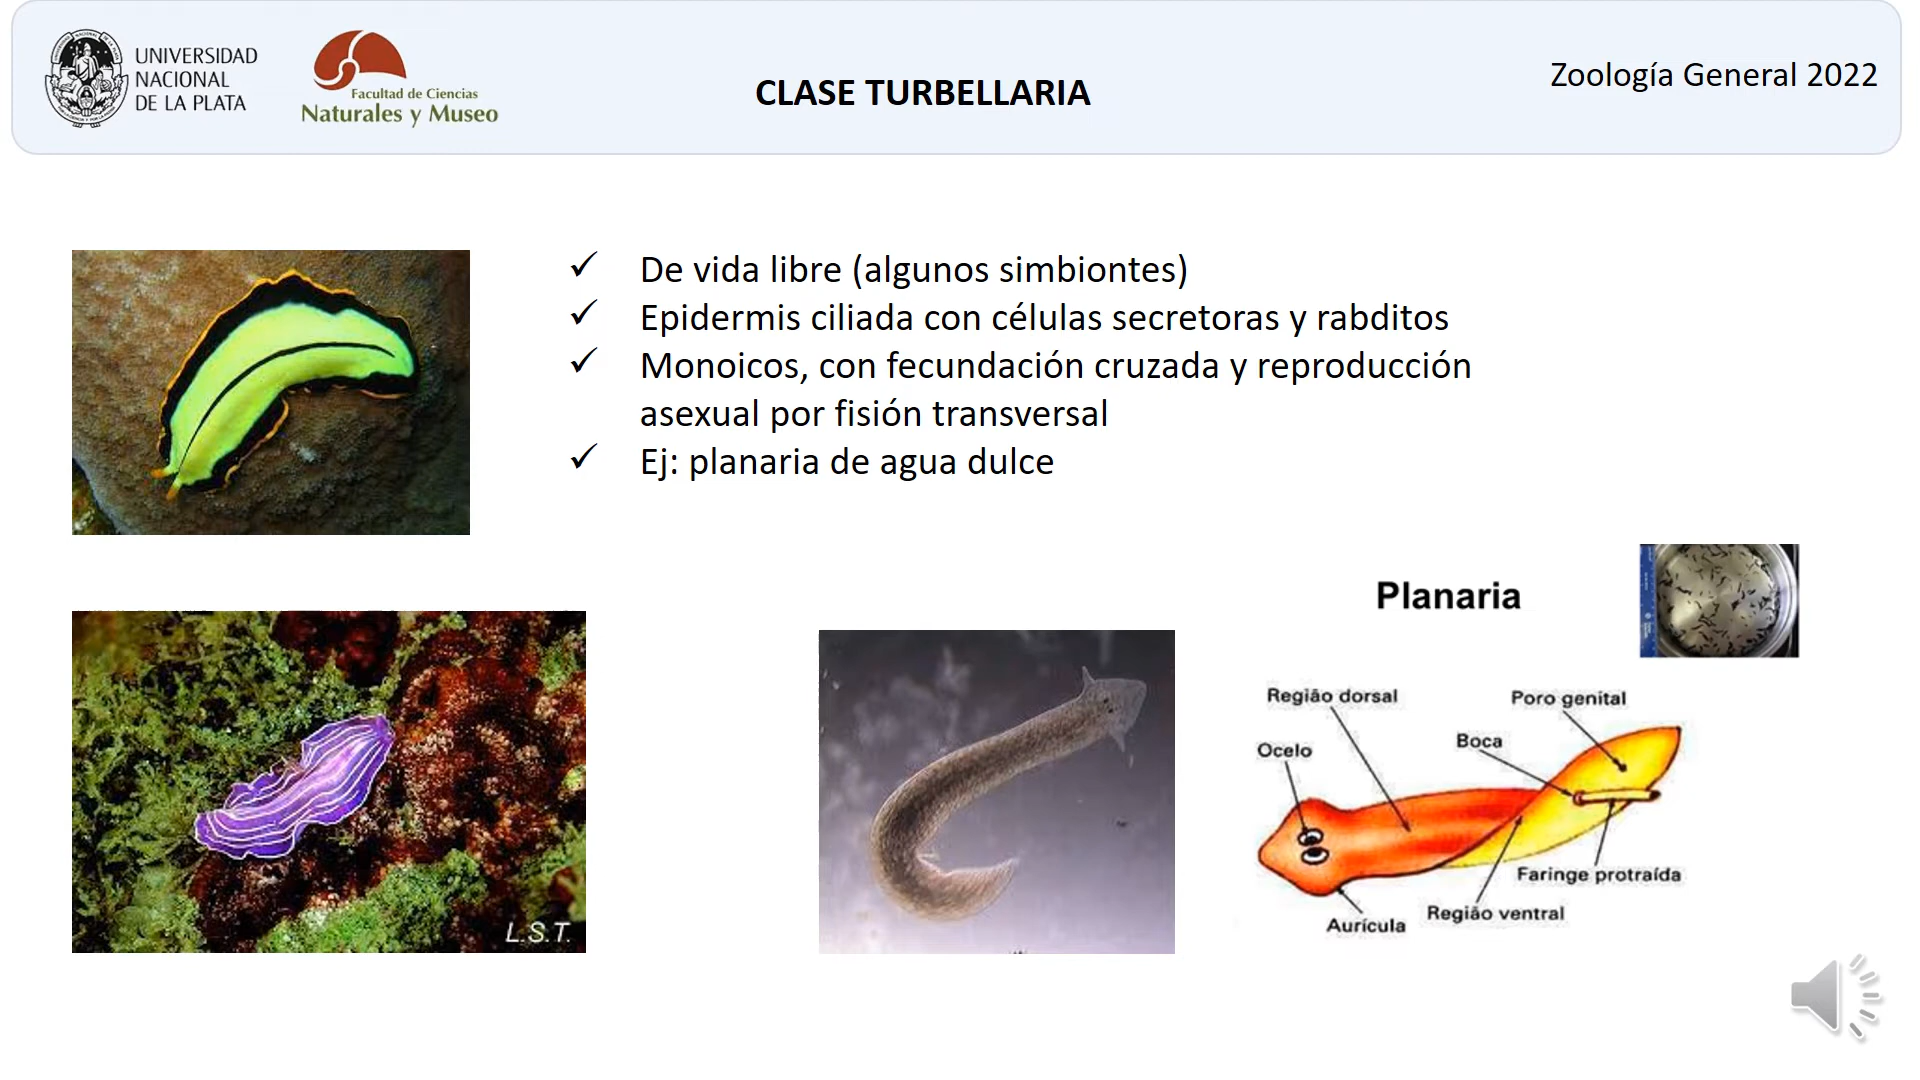 UNIVERSIDAD
NACIONAL
DE LA PLATA
Facultad de Ciencias
Naturales y Museo
CLASE TURBELLARIA
Zoología General 2022
✓ De vida libre (algunos simbiontes)
✓ Epidermis ciliada con células secretoras y rabditos
✓ Monoicos, con fecundación cruzada y reproducción
asexual por fisión transversal
✓ Ej: planaria de agua dulce
L.S.T.
Planaria
Região dorsal
Poro genital
Boca
Ocelo
Faringe protraída
Região ventral
Aurícula